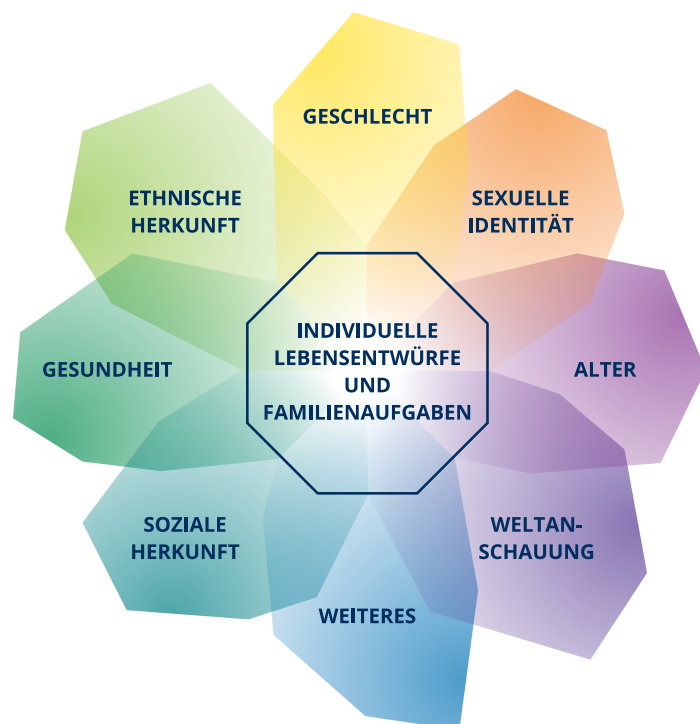 GESCHLECHT
ETHNISCHE
HERKUNFT
SEXUELLE
IDENTITÄT
INDIVIDUELLE
LEBENSENTWÜRFE
UND
FAMILIENAUFGABEN
GESUNDHEIT
ALTER
SOZIALE
HERKUNFT
WELTAN-
SCHAUUNG
WEITERES